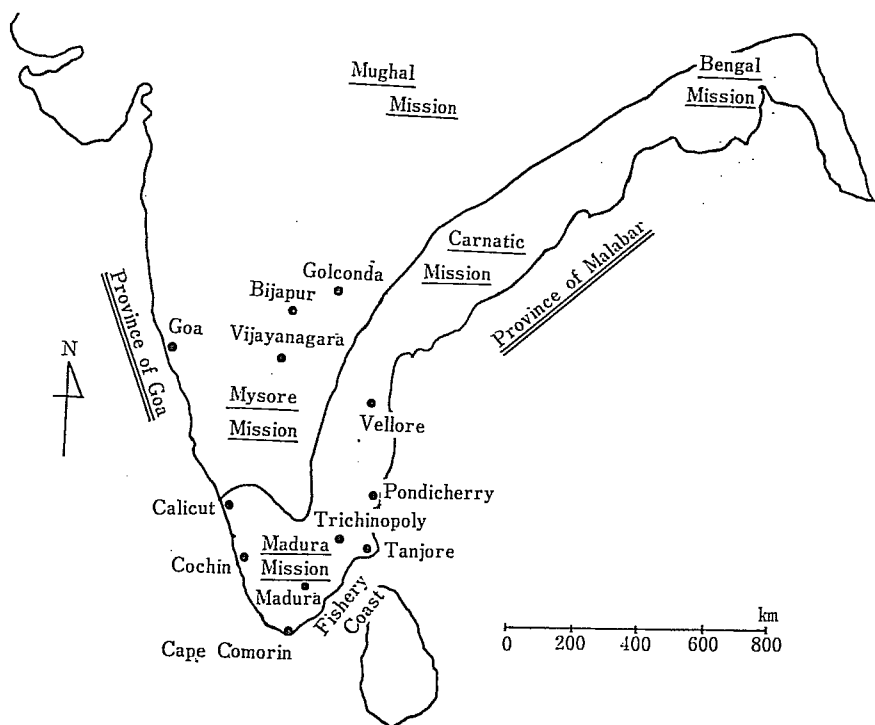 Mughal
Mission
Bengal
Mission
Carnatic
Mission
Golconda
Bijapur
Vijayanagara
Goa
Province of Goa
Province of Malabar
N
Mysore
Mission
Vellore
Pondicherry
Calicut
Trichinopoly
Tanjore
Madura
Mission
Cochin
Madura
Fishery
Coast
Cape Comorin
km
0 200 400 600 800